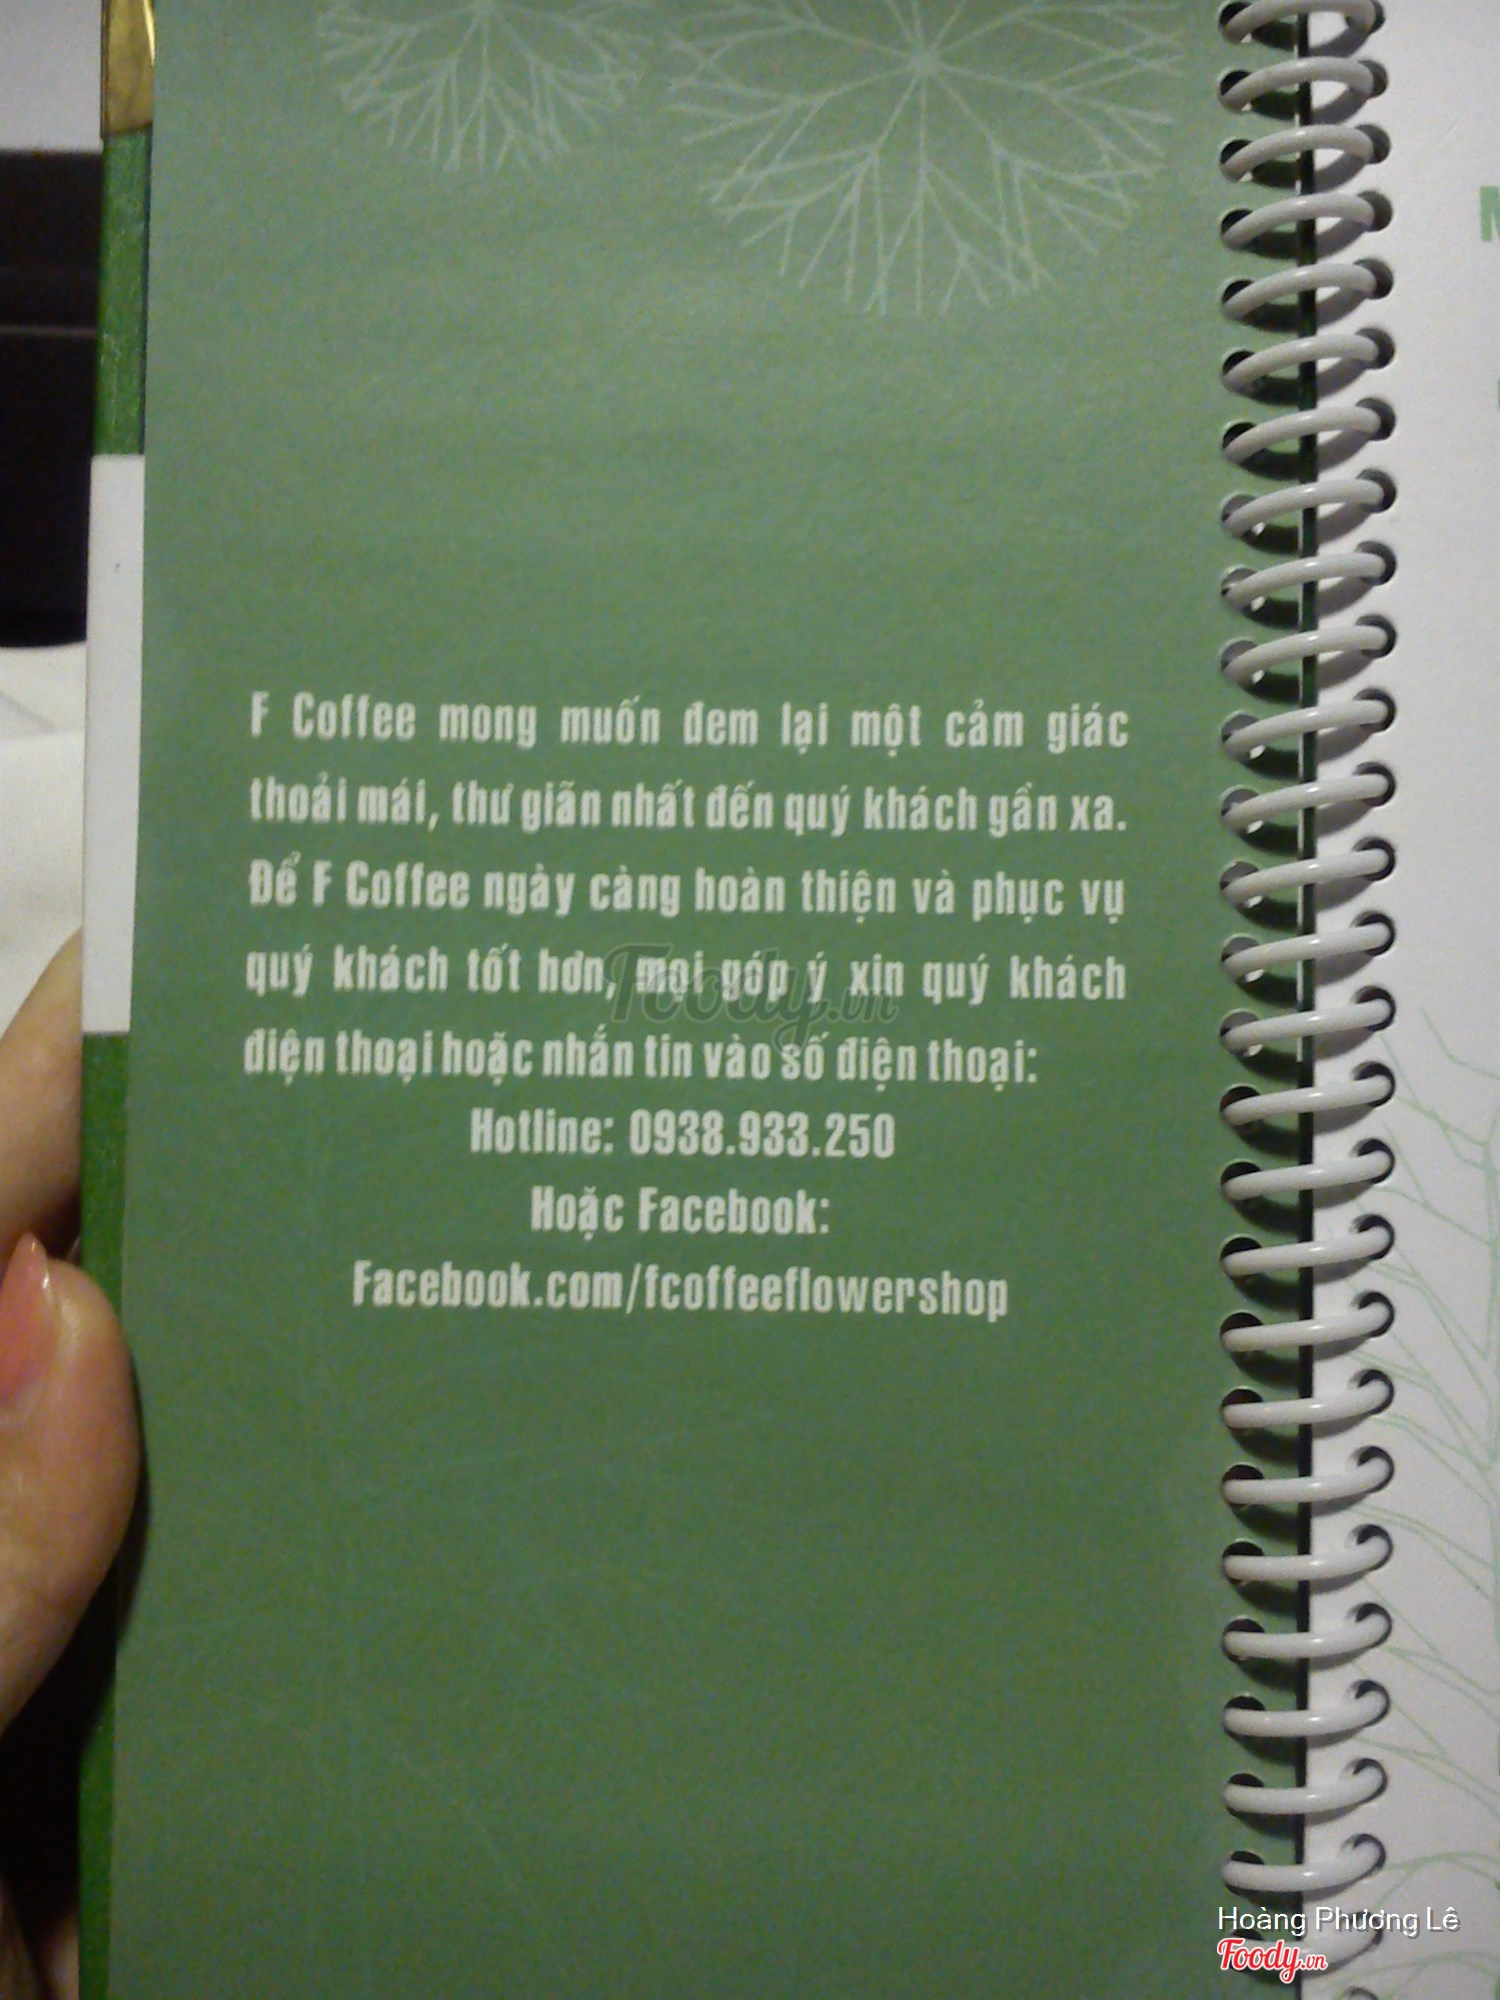 F Coffee mong muốn đem lại một cảm giác
thoải mái, thư giãn nhất đến quý khách gần xa.
Để F Coffee ngày càng hoàn thiện và phục vụ
quý khách tốt hơn, mọi góp ý xin quý khách
điện thoại hoặc nhắn tin vào số điện thoại:
Hotline: 0938.933.250
Hoặc Facebook:
Facebook.com/fcoffeeflowershop
Foody.vn
Hoàng Phương Lê
Foody.vn